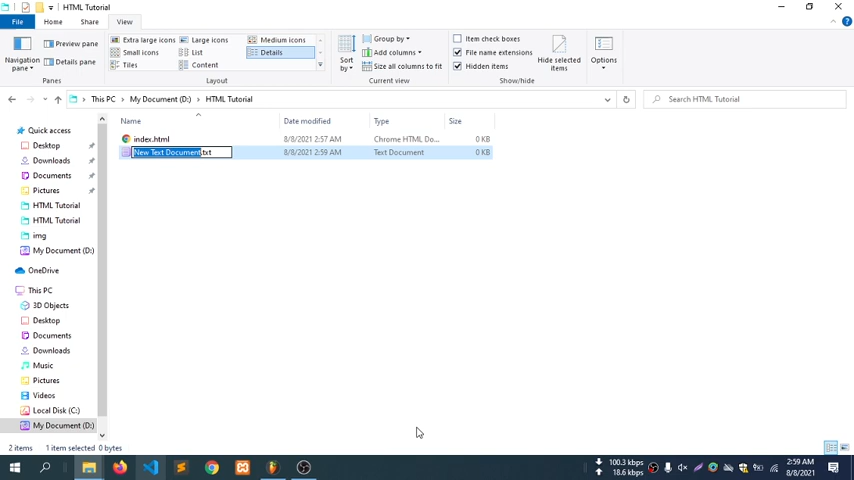 HTML Tutorial
File Home Share View
Navigation pane
Preview pane
Details pane
Panes
Extra large icons Large icons Medium icons
Small icons List Details
Tiles Content
Layout
Sort by
Group by
Add columns
Size all columns to fit
Current view
Item check boxes
File name extensions
Hidden items
Hide selected items
Show/hide
Options
This PC My Document (D:) HTML Tutorial
Search HTML Tutorial
Name Date modified Type Size
index.html 8/8/2021 2:57 AM Chrome HTML Do... 0 KB
New Text Document.txt 8/8/2021 2:59 AM Text Document 0 KB
Quick access
Desktop
Downloads
Documents
Pictures
HTML Tutorial
HTML Tutorial
img
My Document (D:)
OneDrive
This PC
3D Objects
Desktop
Documents
Downloads
Music
Pictures
Videos
Local Disk (C:)
My Document (D:)
2 items 1 item selected 0 bytes
100.3 kbps
18.6 kbps
2:59 AM
8/8/2021